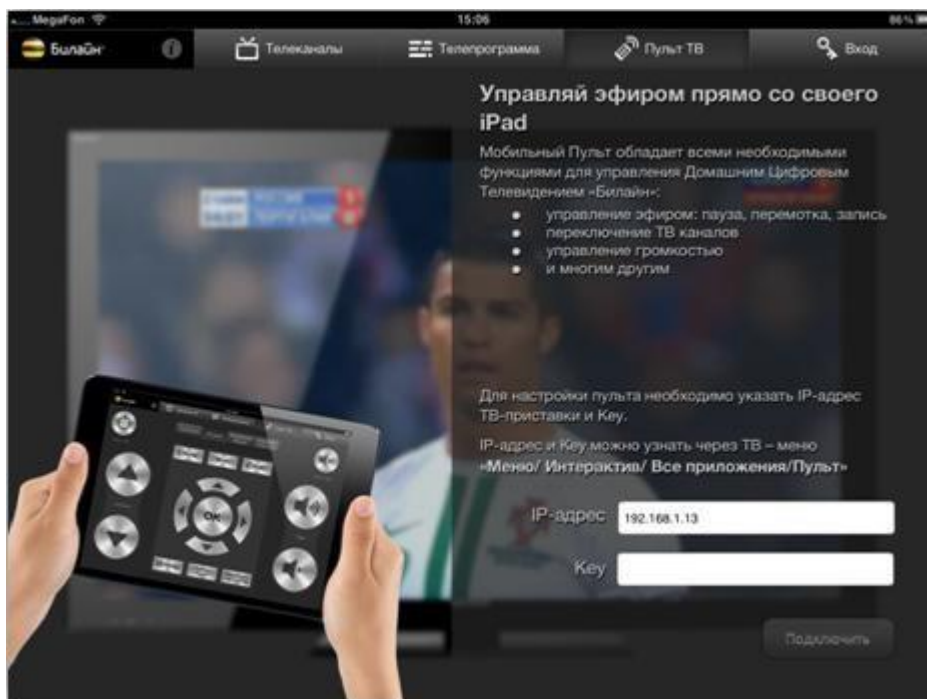 MegaFon 15:06 86 %
Билайн Телеканалы Телепрограмма Пульт ТВ Вход
Управляй эфиром прямо со своего
iPad
Мобильный Пульт обладает всеми необходимыми
функциями для управления Домашним Цифровым
Телевидением «Билайн»:
• управление эфиром: пауза, перемотка, запись
• переключение ТВ каналов
• управление громкостью
• и многим другим
Для настройки пульта необходимо указать IP-адрес
ТВ-приставки и Key.
IP-адрес и Key можно узнать через ТВ – меню
«Меню/ Интерактив/ Все приложения/Пульт»
OK
IP-адрес 192.168.1.13
Key
Подключить